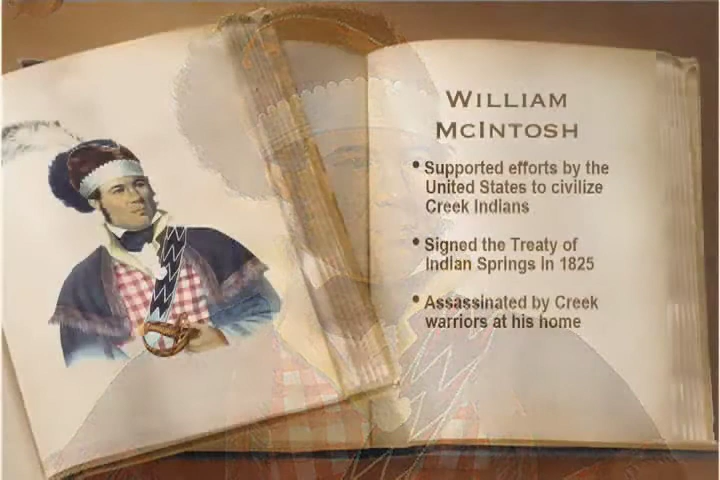 WILLIAM
MCINTOSH
• Supported efforts by the
United States to civilize
Creek Indians
• Signed the Treaty of
Indian Springs in 1825
• Assassinated by Creek
warriors at his home